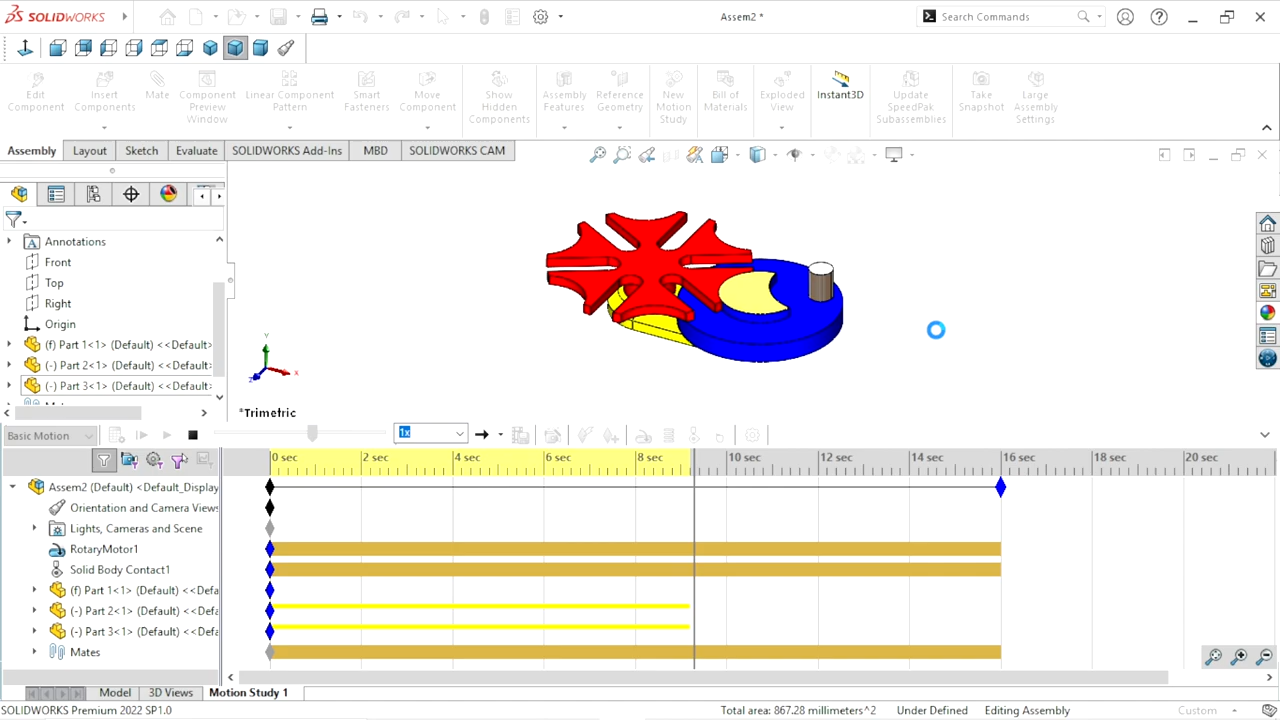 SOLIDWORKS
Assem2 *
Search Commands
Edit Component
Insert Components
Mate
Component Preview Window
Linear Component Pattern
Smart Fasteners
Move Component
Show Hidden Components
Assembly Features
Reference Geometry
New Motion Study
Bill of Materials
Exploded View
Instant3D
Update SpeedPak Subassemblies
Take Snapshot
Large Assembly Settings
Assembly Layout Sketch Evaluate SOLIDWORKS Add-Ins MBD SOLIDWORKS CAM
Annotations
Front
Top
Right
Origin
(f) Part 1<1> (Default) <<Default>
(-) Part 2<1> (Default) <<Default>
(-) Part 3<1> (Default) <<Default>
Y
X
Z
*Trimetric
Basic Motion
1x
0 sec 2 sec 4 sec 6 sec 8 sec 10 sec 12 sec 14 sec 16 sec 18 sec 20 sec
Assem2 (Default) <Default_Display
Orientation and Camera Views
Lights, Cameras and Scene
RotaryMotor1
Solid Body Contact1
(f) Part 1<1> (Default) <<Defa
(-) Part 2<1> (Default) <<Defa
(-) Part 3<1> (Default) <<Defa
Mates
Model 3D Views Motion Study 1
SOLIDWORKS Premium 2022 SP1.0
Total area: 867.28 millimeters^2 Under Defined Editing Assembly Custom